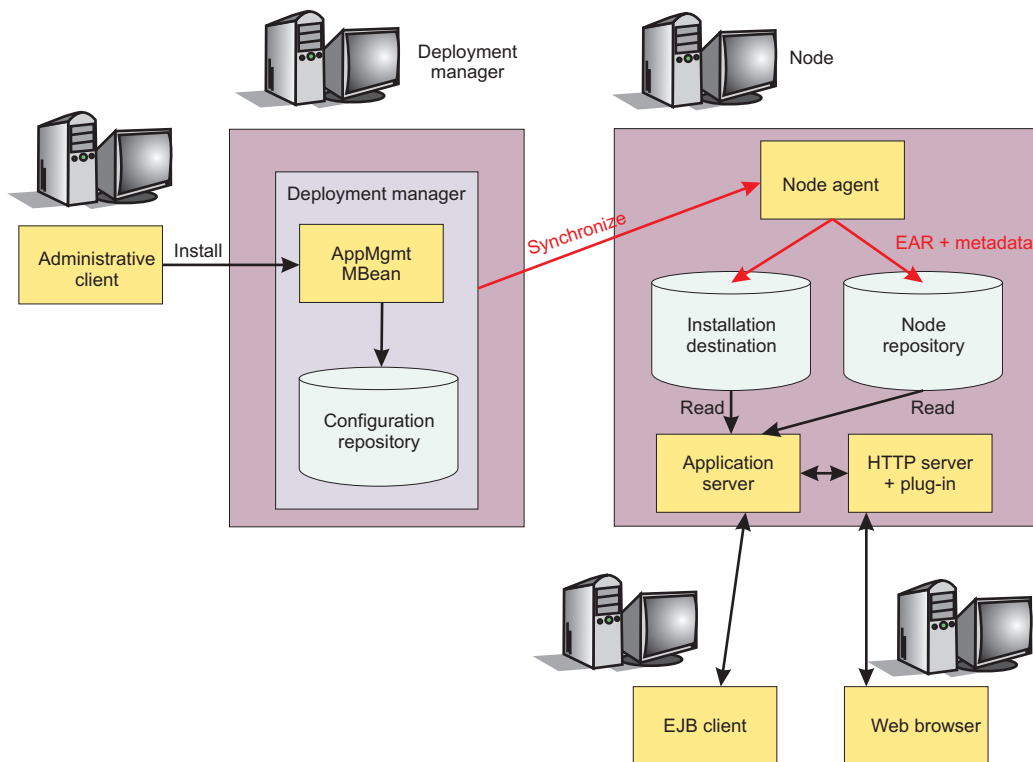 Deployment
manager
Node
Deployment manager
Node agent
Synchronize
Administrative
client
Install
AppMgmt
MBean
EAR + metadata
Installation
destination
Node
repository
Configuration
repository
Read
Read
Application
server
HTTP server
+ plug-in
EJB client
Web browser